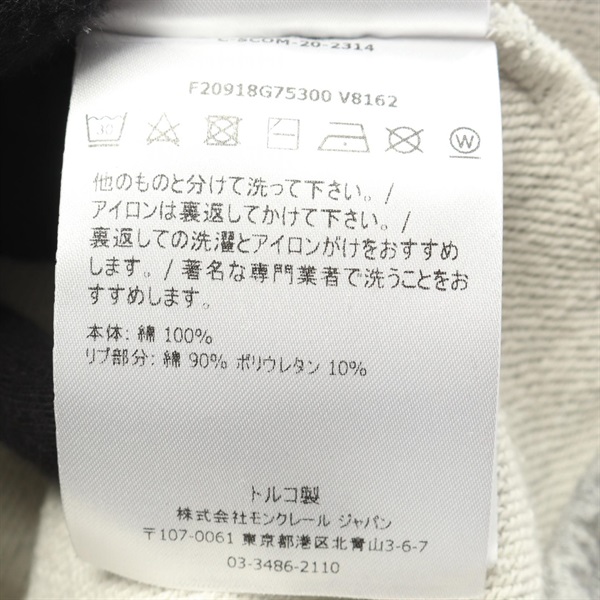 SCOM-20-2314
F20918G75300 V8162
30
W
他のものと分けて洗って下さい。/
アイロンは裏返してかけて下さい。/
裏返しての洗濯とアイロンがけをおすすめ
します。/ 著名な専門業者で洗うことをお
すすめします。
本体: 綿 100%
リブ部分: 綿 90% ポリウレタン 10%
トルコ製
株式会社モンクレール ジャパン
〒107-0061 東京都港区北青山3-6-7
03-3486-2110